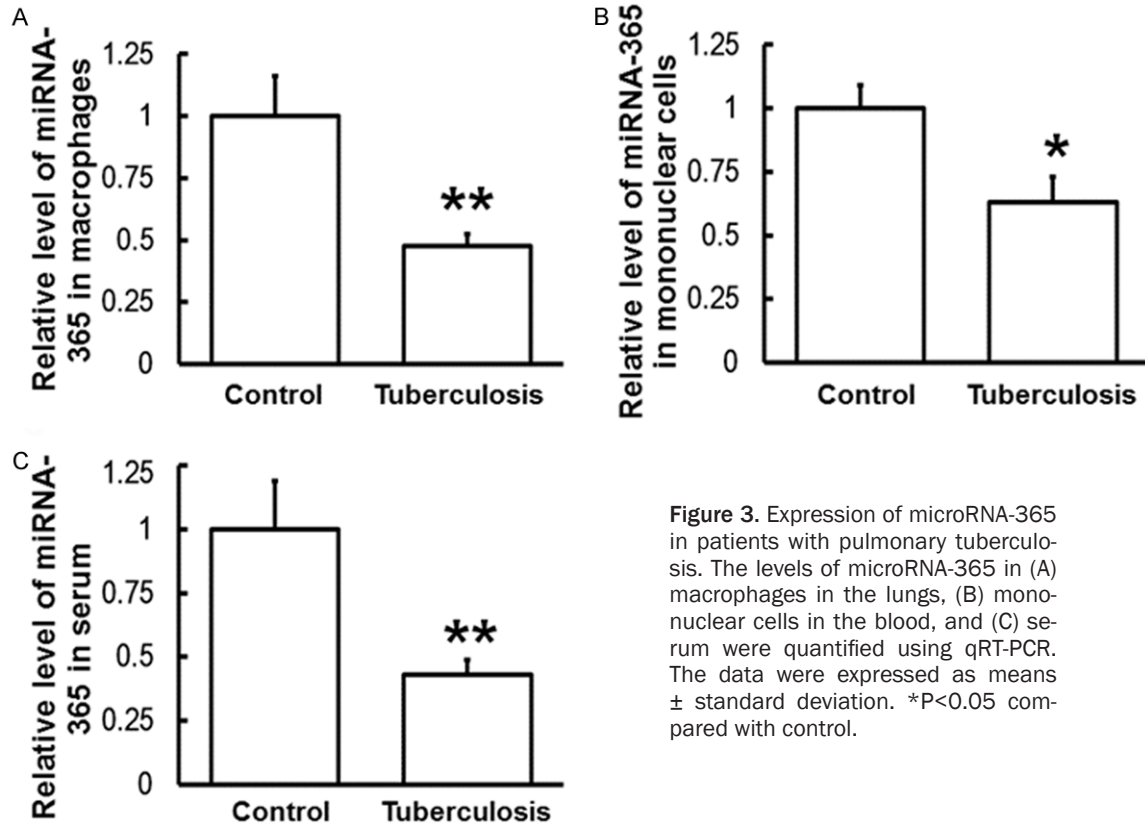 A
Relative level of miRNA-
365 in macrophages
1.25
1
0.75
0.5
0.25
0
**
Control Tuberculosis
B
Relative level of miRNA-365
in mononuclear cells
1.25
1
0.75
0.5
0.25
0
*
Control Tuberculosis
C
Relative level of miRNA-
365 in serum
1.25
1
0.75
0.5
0.25
0
**
Control Tuberculosis
Figure 3. Expression of microRNA-365
in patients with pulmonary tuberculo-
sis. The levels of microRNA-365 in (A)
macrophages in the lungs, (B) mono-
nuclear cells in the blood, and (C) se-
rum were quantified using qRT-PCR.
The data were expressed as means
± standard deviation. *P<0.05 com-
pared with control.